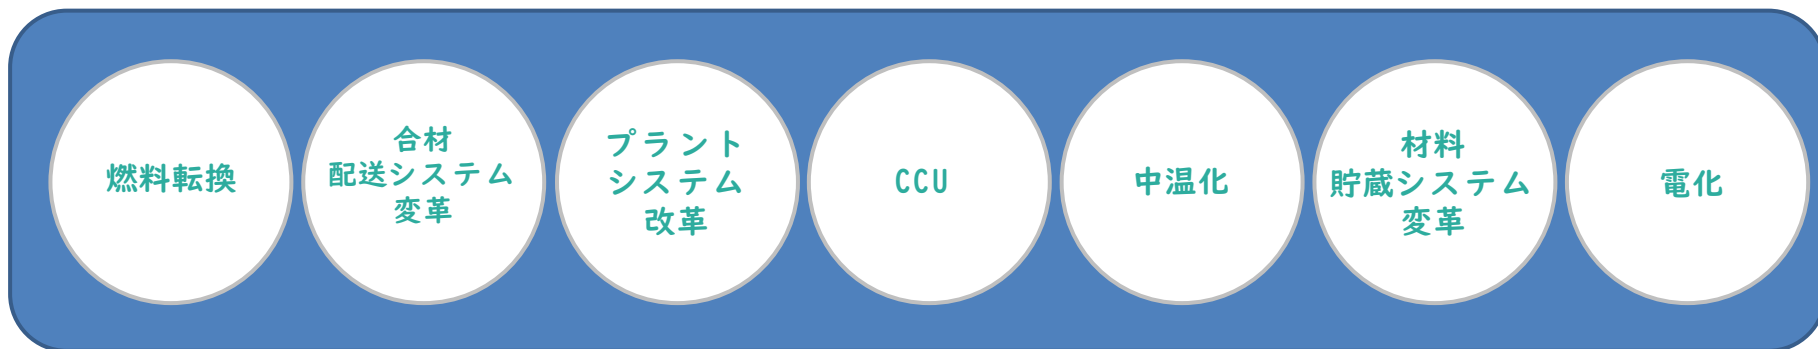 燃料転換
合材
配送システム
変革
プラント
システム
改革
CCU
中温化
材料
貯蔵システム
変革
電化